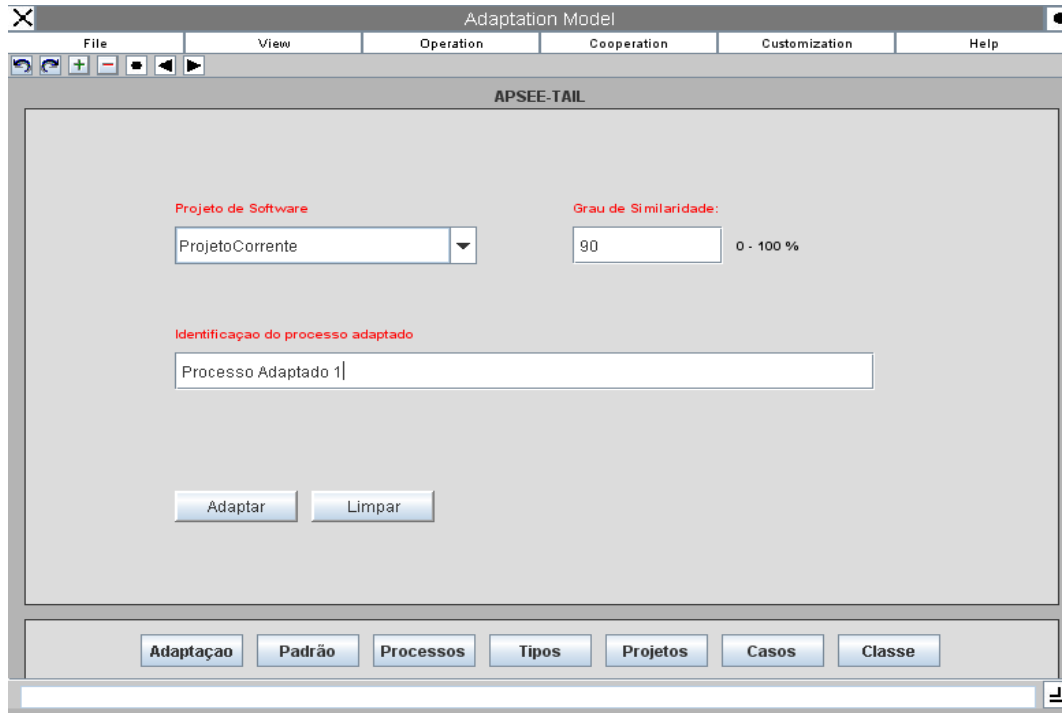 Adaptation Model
File View Operation Cooperation Customization Help
APSEE-TAIL
Projeto de Software Grau de Similaridade:
ProjetoCorrente 90 0 - 100 %
Identificaçao do processo adaptado
Processo Adaptado 1
Adaptar Limpar
Adaptaçao Padrão Processos Tipos Projetos Casos Classe